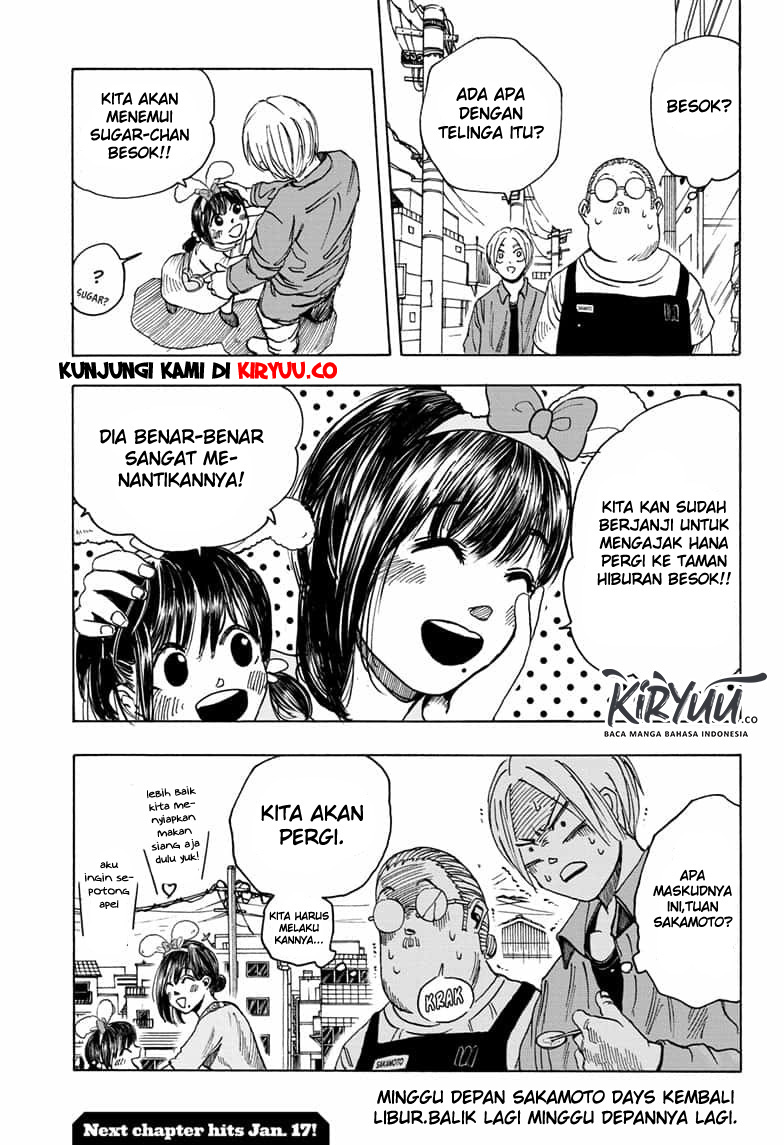 BESOK?
ADA APA
DENGAN
TELINGA ITU?
SAKAMOTO
KITA AKAN
MENEMUI
SUGAR-CHAN
BESOK!!
?
SUGAR?
KUNJUNGI KAMI DI KIRYUU.CO
KITA KAN SUDAH
BERJANJI UNTUK
MENGAJAK HANA
PERGI KE TAMAN
HIBURAN BESOK!!
DIA BENAR-BENAR
SANGAT ME-
NANTIKANNYA!
KIRYUU.CO
BACA MANGA BAHASA INDONESIA
APA
MASKUDNYA
INI,TUAN
SAKAMOTO?
KITA AKAN
PERGI.
KITA HARUS
MELAKU
KANNYA...
KRAK
SAKAMOTO
lebih baik
kita me-
nyiapkan
makan
siang aja
dulu yuk!
aku
ingin se-
potong
apel
MINGGU DEPAN SAKAMOTO DAYS KEMBALI
LIBUR.BALIK LAGI MINGGU DEPANNYA LAGI.
Next chapter hits Jan. 17!